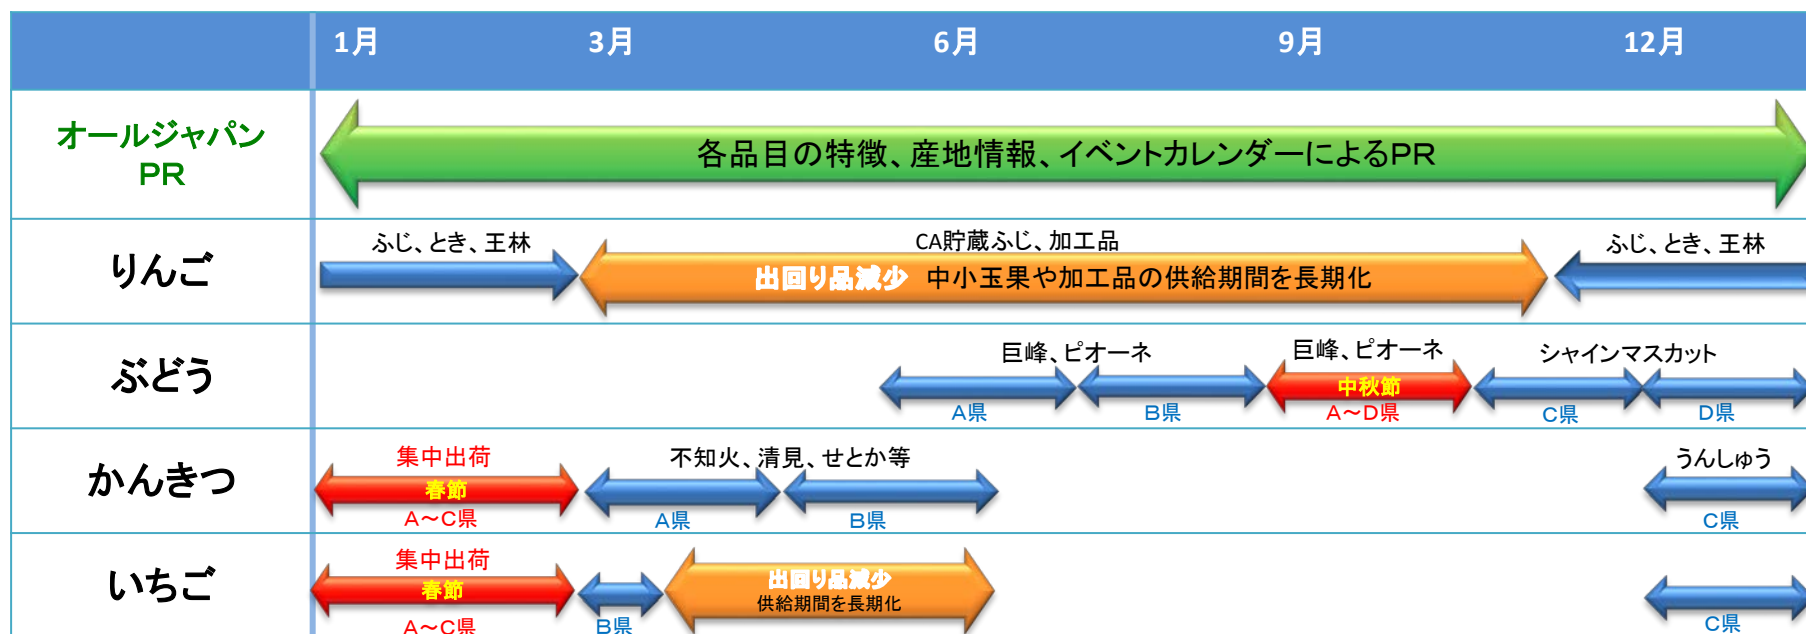 1月 3月 6月 9月 12月
オールジャパン
ＰＲ
各品目の特徴、産地情報、イベントカレンダーによるＰＲ
りんご
ふじ、とき、王林
CA貯蔵ふじ、加工品
出回り品減少 中小玉果や加工品の供給期間を長期化
ふじ、とき、王林
ぶどう
巨峰、ピオーネ
巨峰、ピオーネ
シャインマスカット
中秋節
Ａ県
Ｂ県
Ａ～Ｄ県
Ｃ県
Ｄ県
かんきつ
集中出荷
不知火、清見、せとか等
うんしゅう
春節
Ａ～Ｃ県
Ａ県
Ｂ県
Ｃ県
いちご
集中出荷
春節
出回り品減少
供給期間を長期化
Ａ～Ｃ県
Ｂ県
Ｃ県